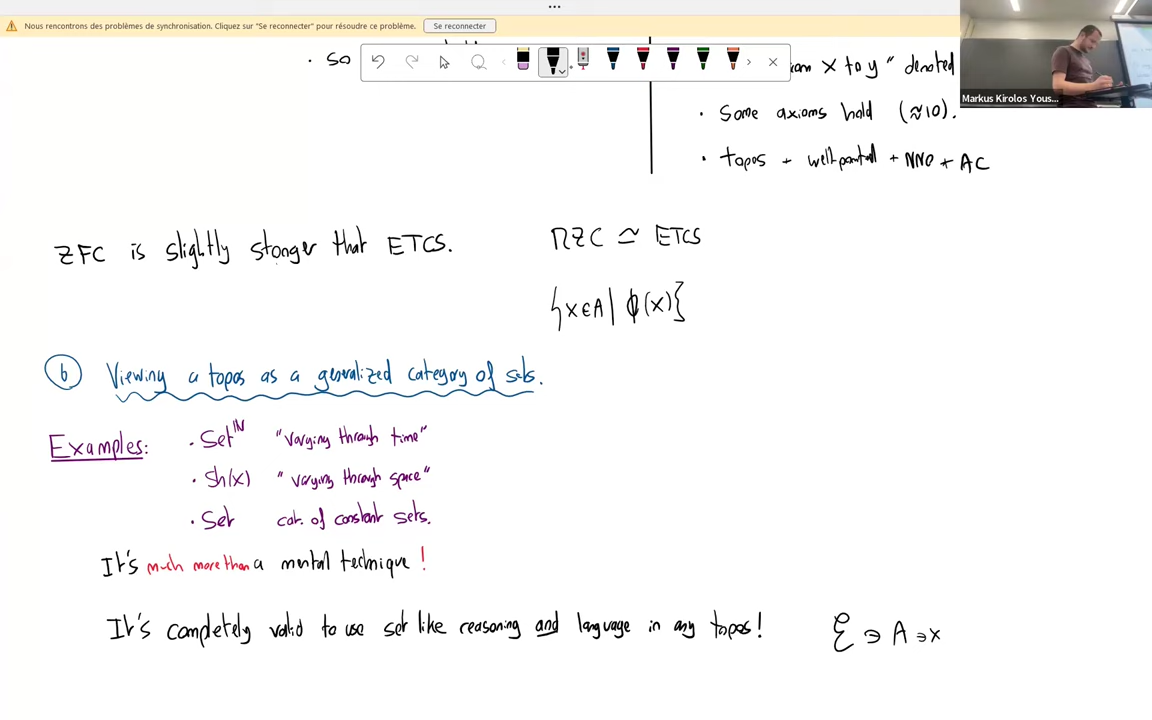 Nous rencontrons des problèmes de synchronisation. Cliquez sur "Se reconnecter" pour résoudre ce problème.
Se reconnecter
Markus Kirolos Yous...
· so
x to y" denoted
· Some axioms hold (≈10).
· topos + well-pointed + NNO + AC
ZFC is slightly stonger that ETCS.
RZC ≃ ETCS
{x∈A | ϕ(x)}
6 Viewing a topos as a generalized category of sets.
Examples:
· Set^ℕ "varying through time"
· Sh(X) "varying through space"
· Set cat. of constant sets.
It's much more than a mental technique!
It's completely valid to use set like reasoning and language in any topos!
ℰ ∋ A ∋ x